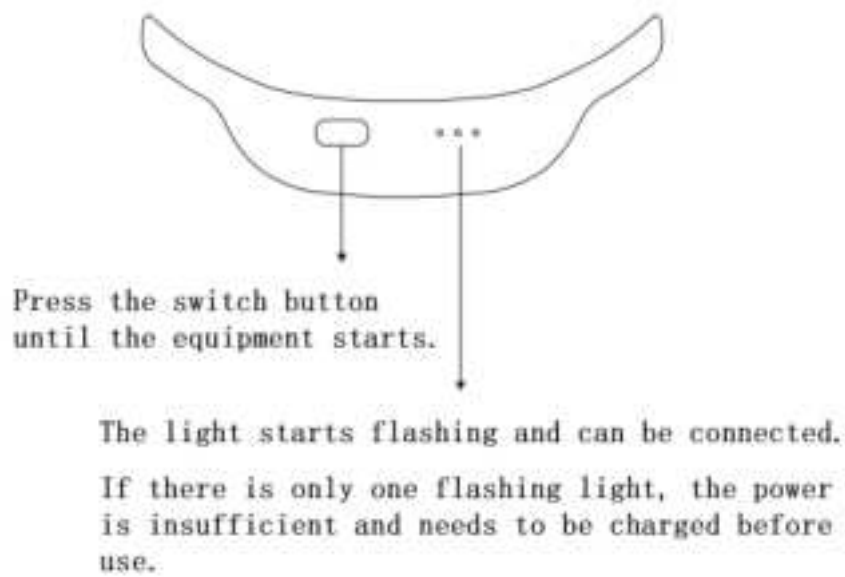 Press the switch button
until the equipment starts.
The light starts flashing and can be connected.
If there is only one flashing light, the power
is insufficient and needs to be charged before
use.